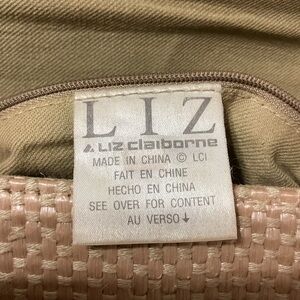 LIZ
LIZ claiborne
MADE IN CHINA © LCI
FAIT EN CHINE
HECHO EN CHINA
SEE OVER FOR CONTENT
AU VERSO ↓